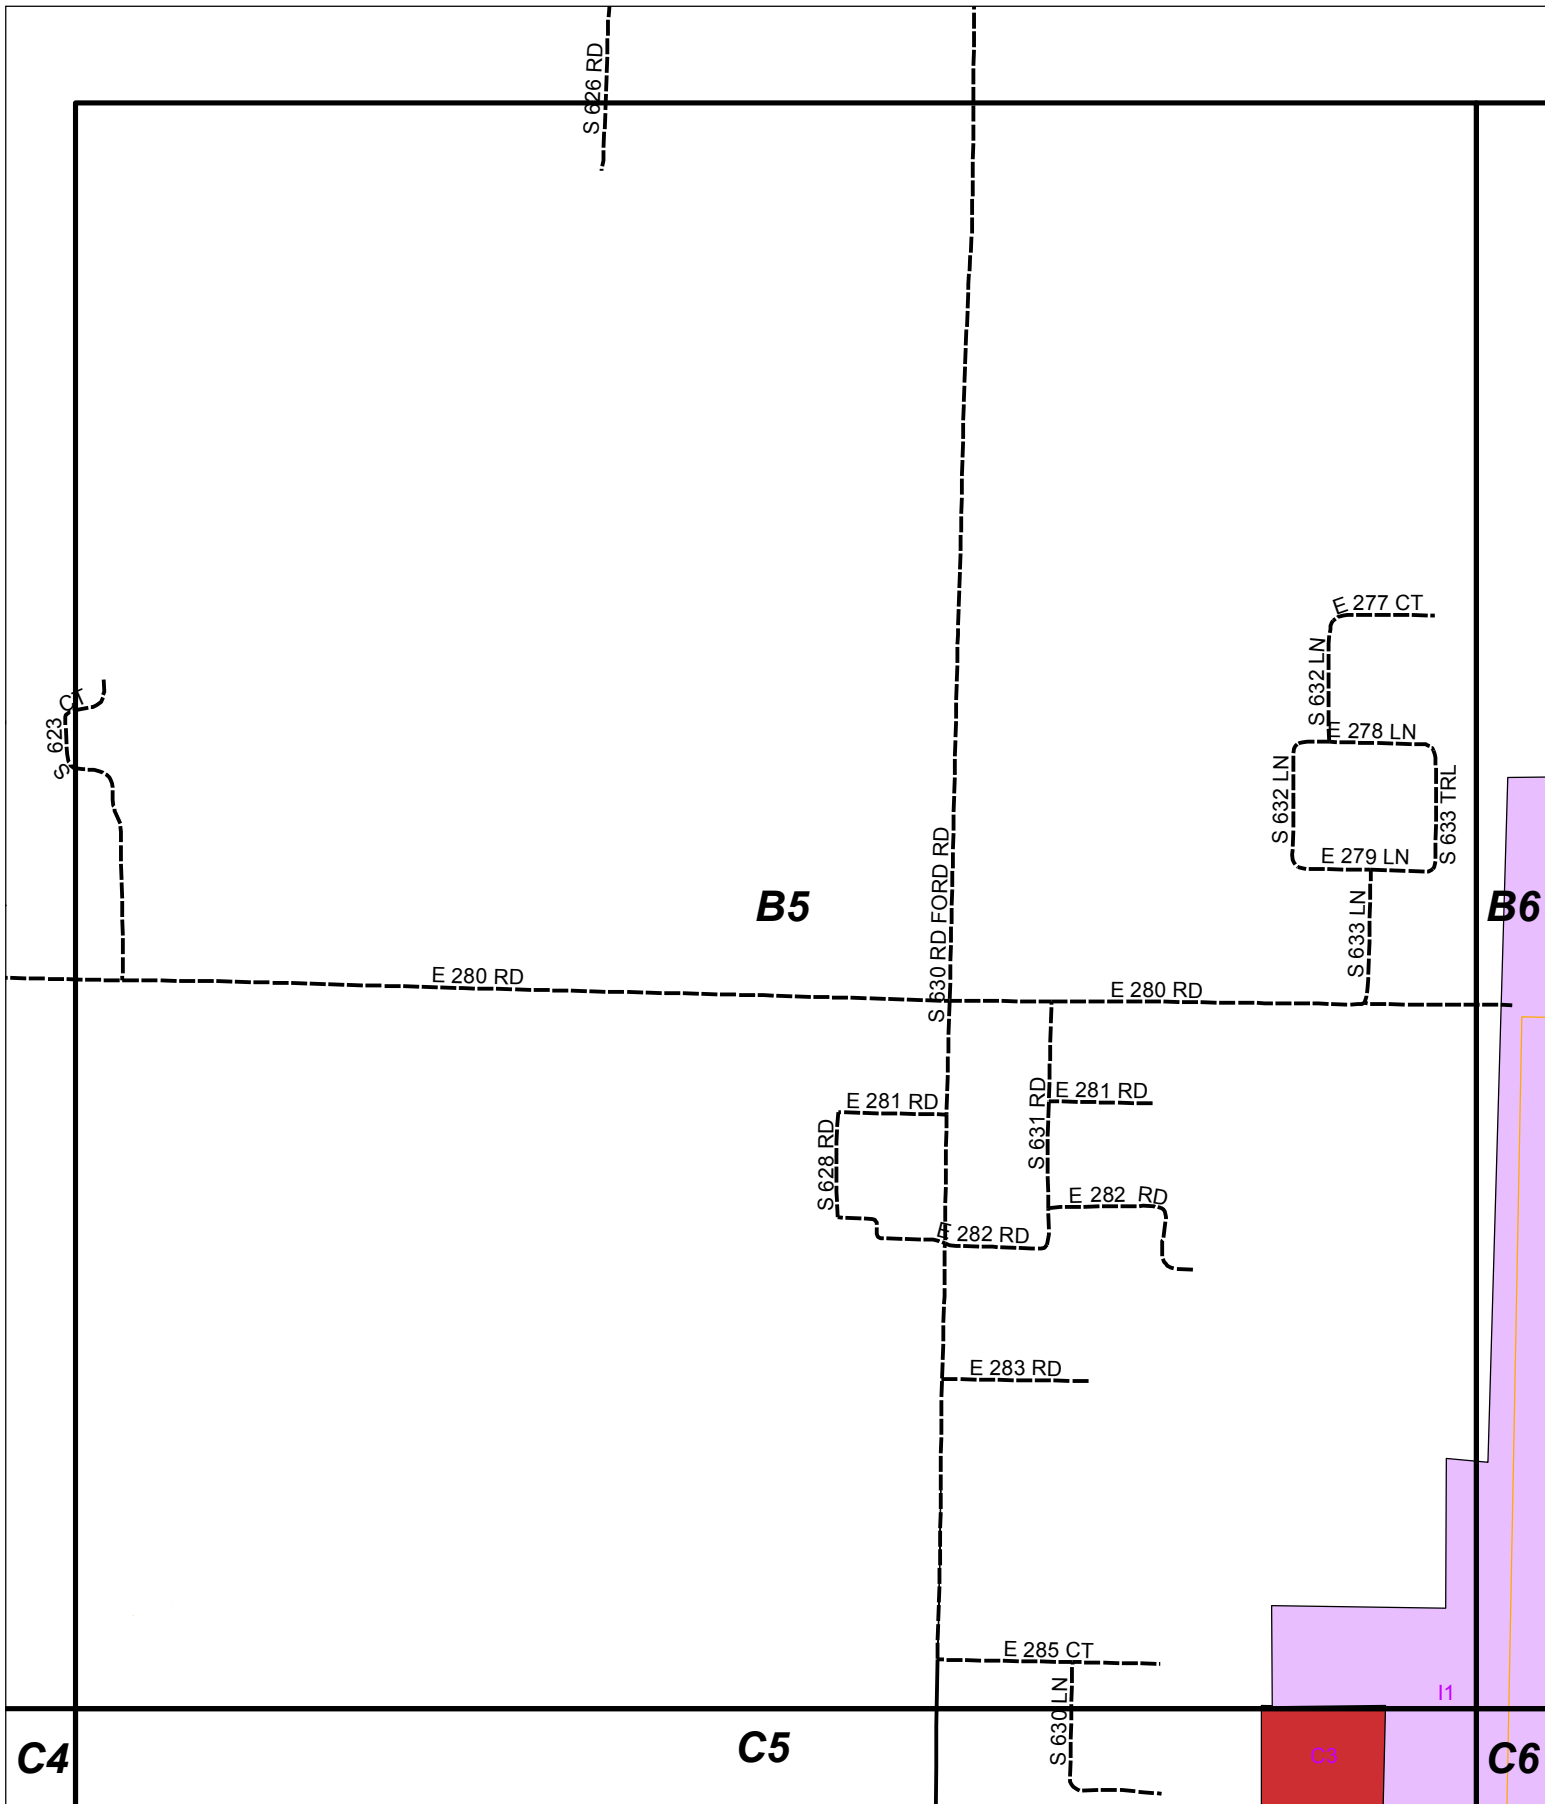 S 626 RD
E 277 CT
S 632 LN
S 623 CT
E 278 LN
S 632 LN
S 633 TRL
E 279 LN
S 630 RD FORD RD
B5
B6
S 633 LN
E 280 RD
E 280 RD
E 281 RD
E 281 RD
S 628 RD
S 631 RD
E 282 RD
E 282 RD
E 283 RD
E 285 CT
S 630 LN
I1
C4
C5
C3
C6